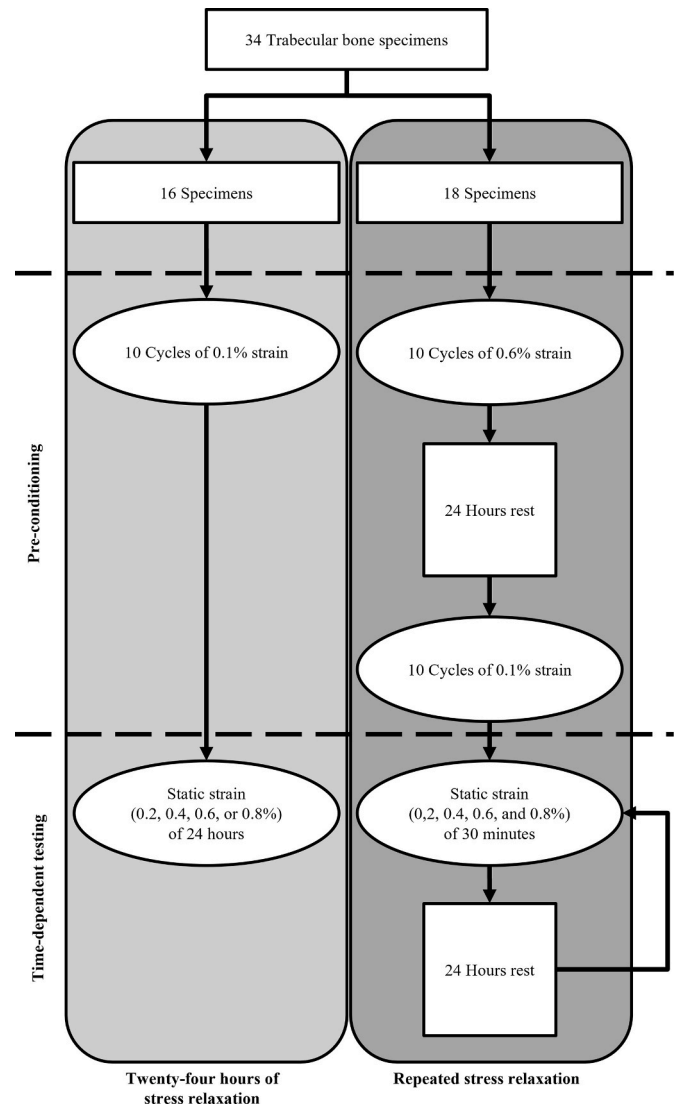 34 Trabecular bone specimens
16 Specimens
18 Specimens
Pre-conditioning
10 Cycles of 0.1% strain
10 Cycles of 0.6% strain
24 Hours rest
10 Cycles of 0.1% strain
Time-dependent testing
Static strain
(0.2, 0.4, 0.6, or 0.8%)
of 24 hours
Static strain
(0,2, 0.4, 0.6, and 0.8%)
of 30 minutes
24 Hours rest
Twenty-four hours of
stress relaxation
Repeated stress relaxation